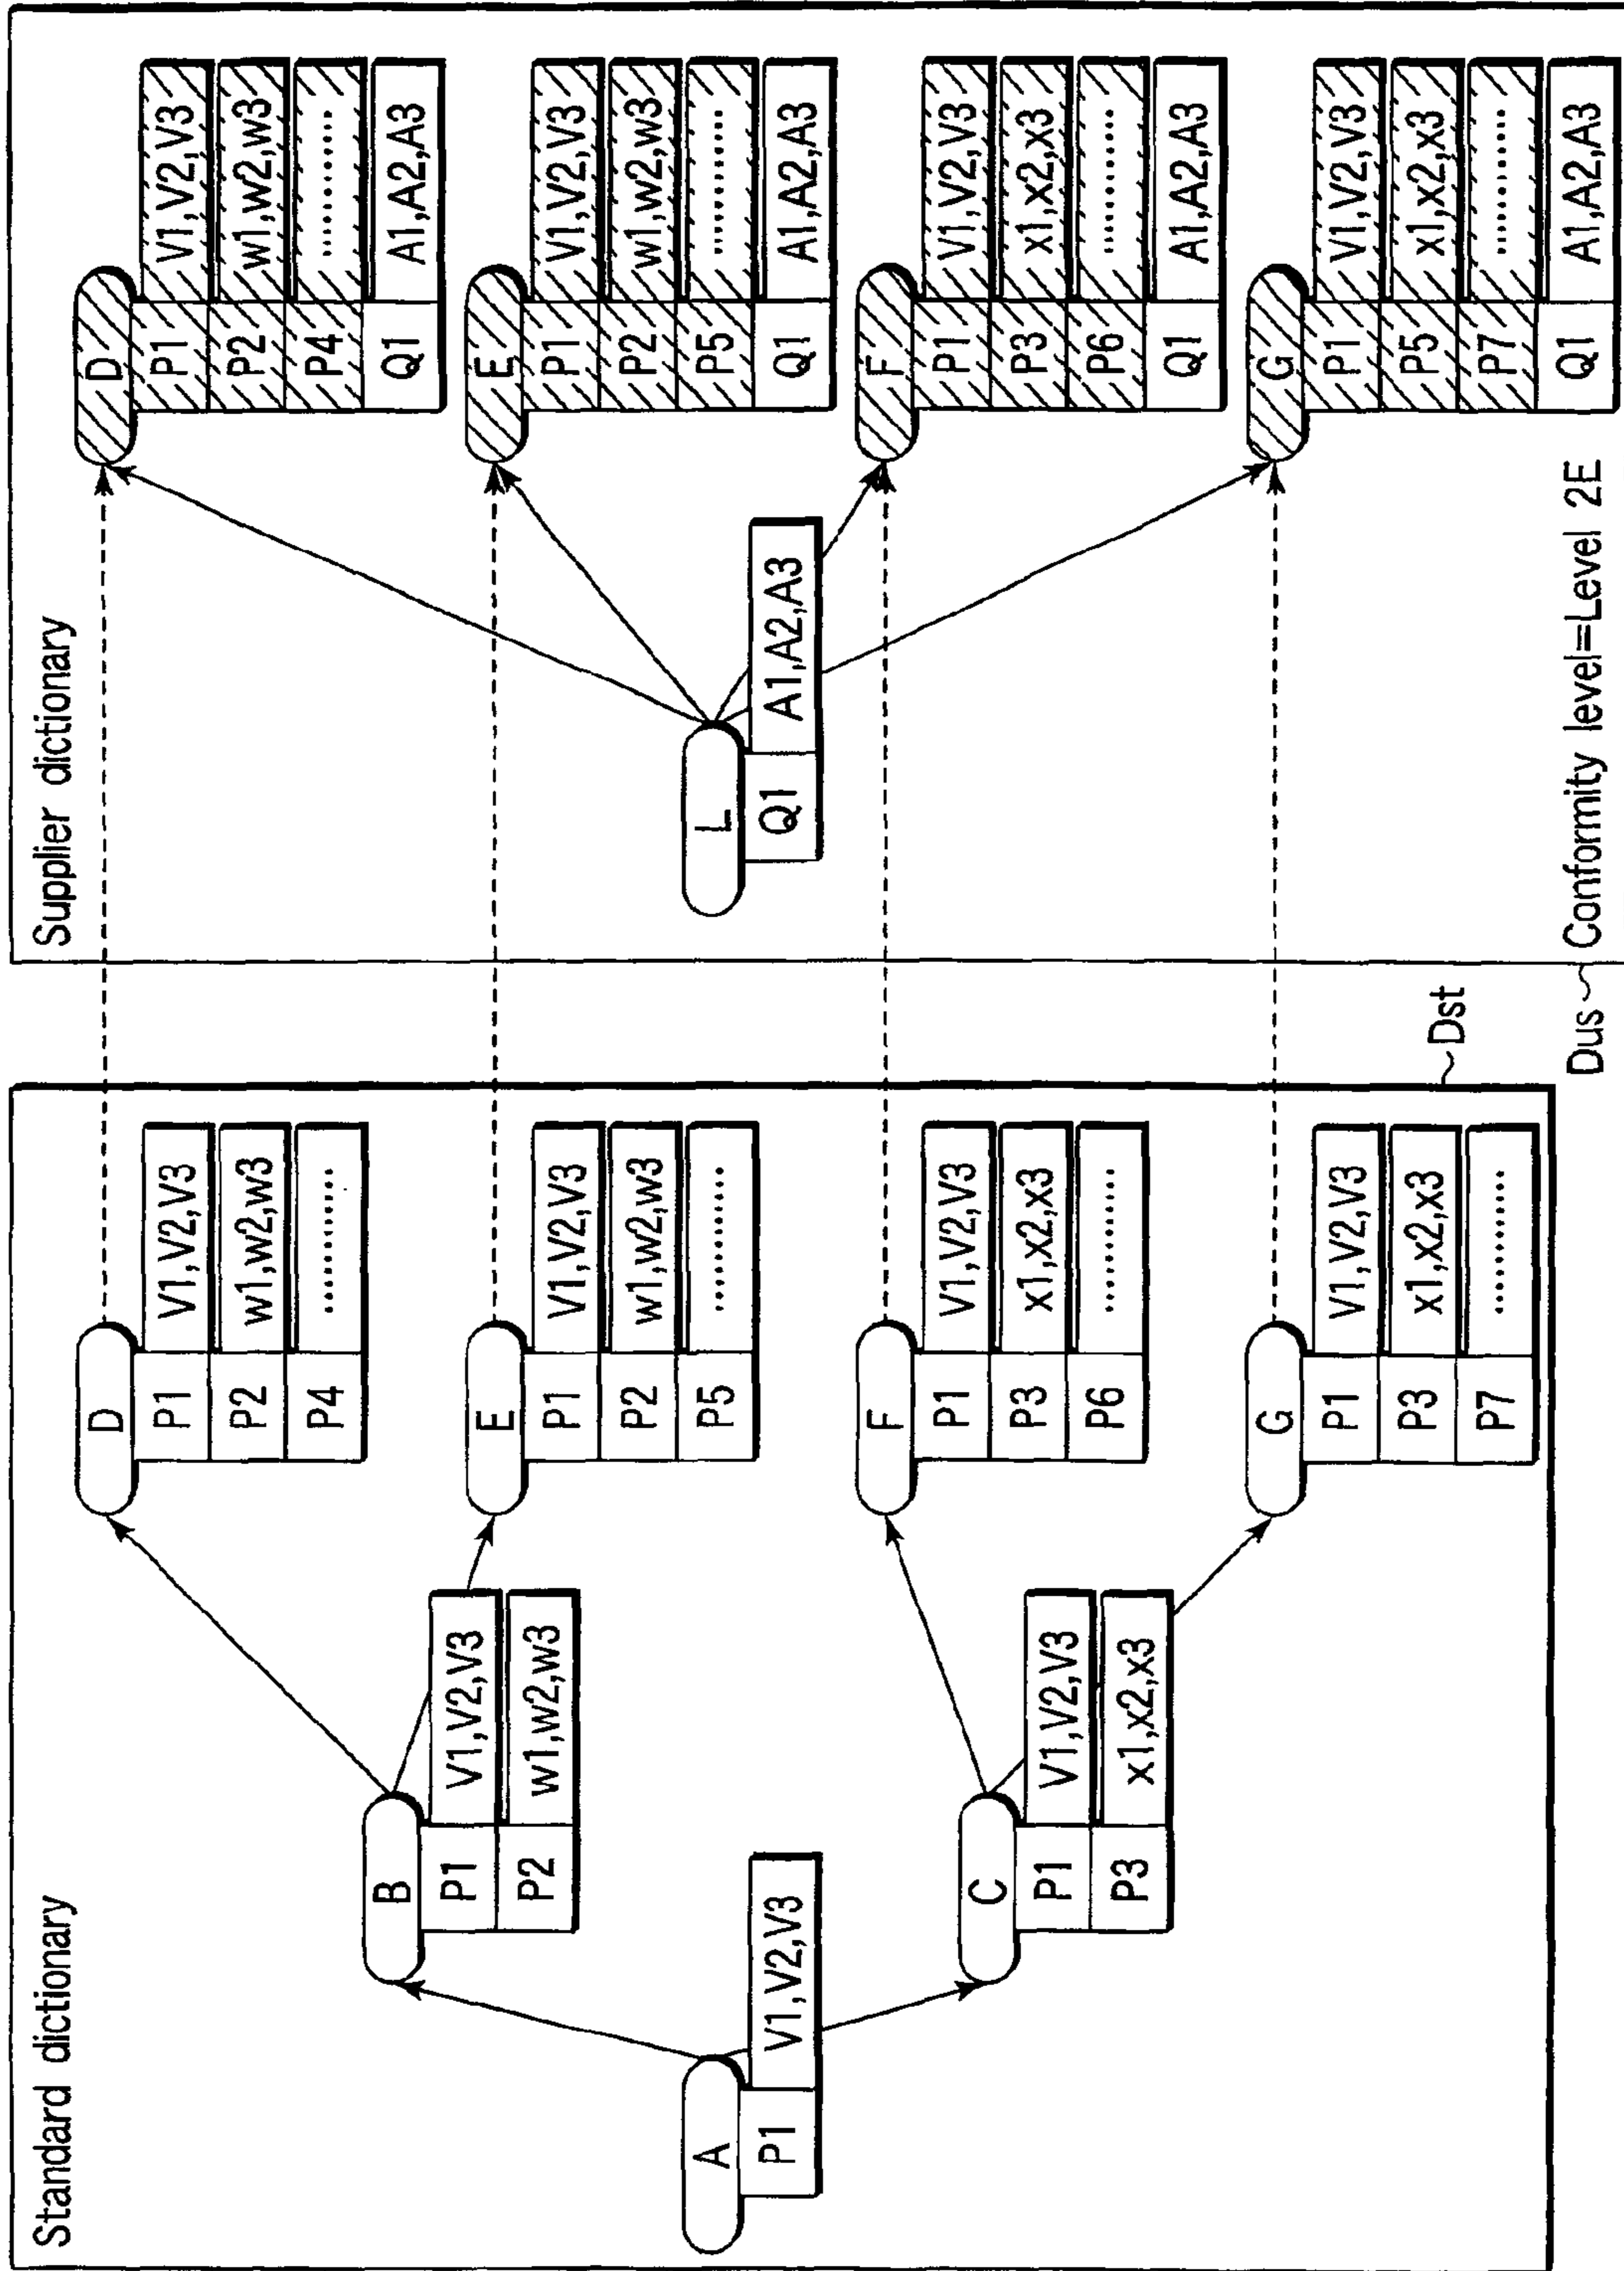 Standard dictionary
A
P1 V1,V2,V3
B
P1 V1,V2,V3
P2 w1,w2,w3
C
P1 V1,V2,V3
P3 x1,x2,x3
D
P1 V1,V2,V3
P2 w1,w2,w3
P4 ..........
E
P1 V1,V2,V3
P2 w1,w2,w3
P5 ..........
F
P1 V1,V2,V3
P3 x1,x2,x3
P6 ..........
G
P1 V1,V2,V3
P3 x1,x2,x3
P7 ..........
Dst
Supplier dictionary
L
Q1 A1,A2,A3
D
P1 V1,V2,V3
P2 w1,w2,w3
P4 ..........
Q1 A1,A2,A3
E
P1 V1,V2,V3
P2 w1,w2,w3
P5 ..........
Q1 A1,A2,A3
F
P1 V1,V2,V3
P3 x1,x2,x3
P6 ..........
Q1 A1,A2,A3
G
P1 V1,V2,V3
P5 x1,x2,x3
P7 ..........
Q1 A1,A2,A3
Dus
Conformity level=Level 2E